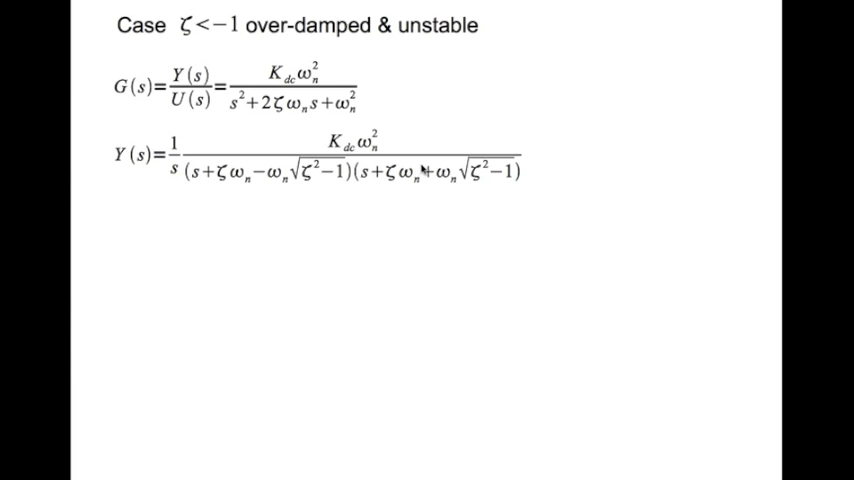 Case ζ<−1 over-damped & unstable
G(s)=Y(s)/U(s)=K_dc ω_n^2/(s^2+2ζω_n s+ω_n^2)
Y(s)=1/s K_dc ω_n^2/((s+ζω_n−ω_n√(ζ^2−1))(s+ζω_n+ω_n√(ζ^2−1)))